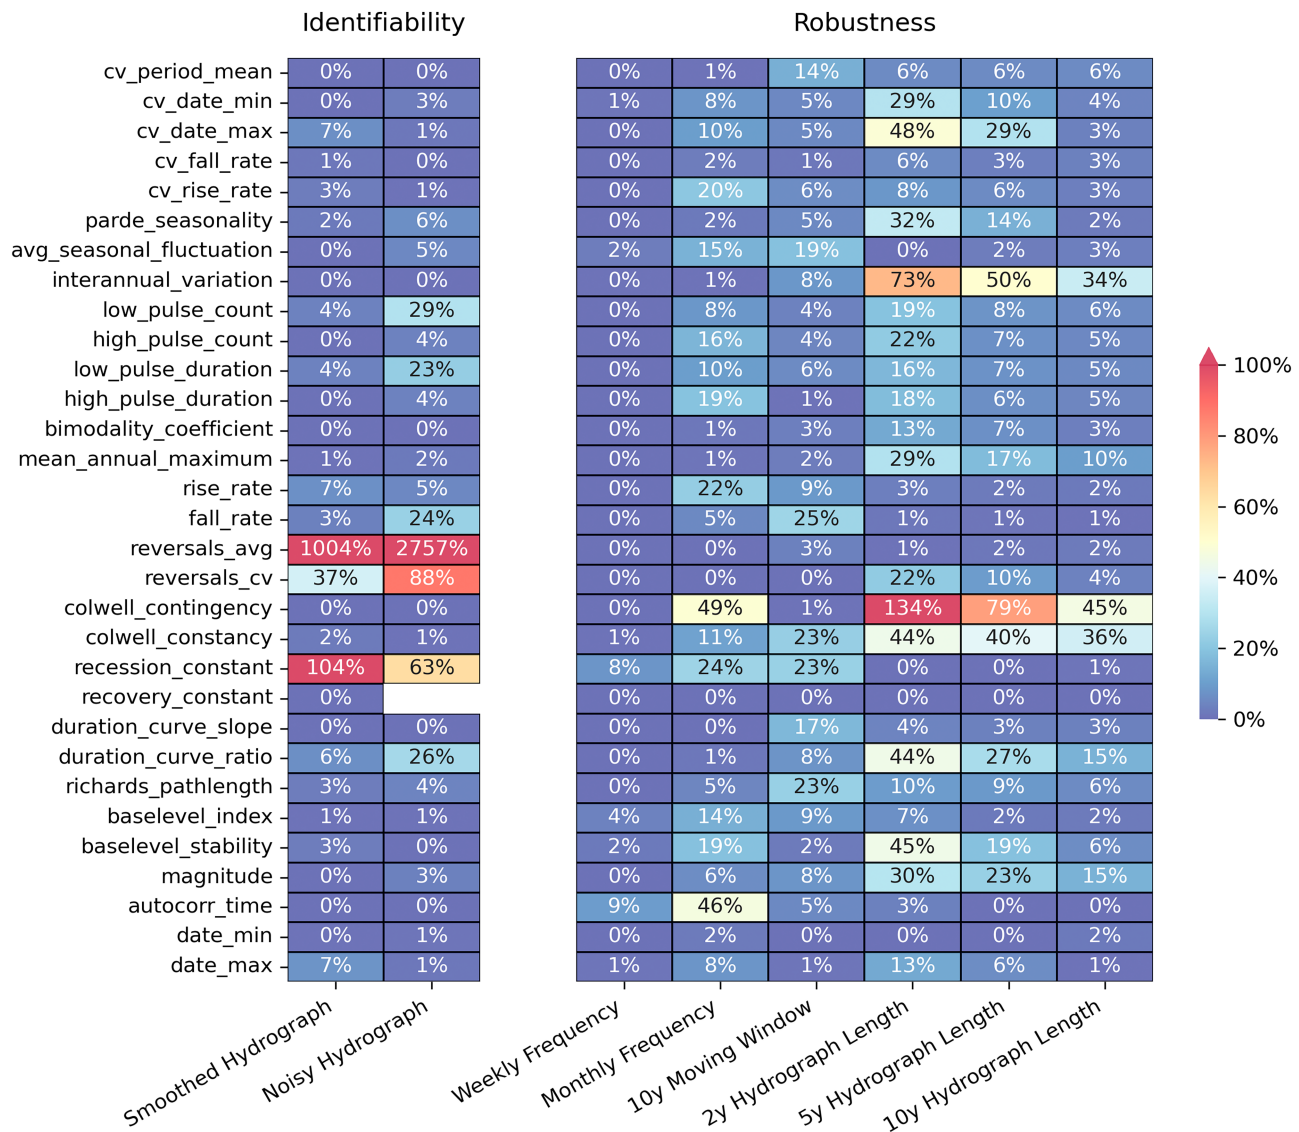 Identifiability Robustness
cv_period_mean 0% 0% 0% 1% 14% 6% 6% 6%
cv_date_min 0% 3% 1% 8% 5% 29% 10% 4%
cv_date_max 7% 1% 0% 10% 5% 48% 29% 3%
cv_fall_rate 1% 0% 0% 2% 1% 6% 3% 3%
cv_rise_rate 3% 1% 0% 20% 6% 8% 6% 3%
parde_seasonality 2% 6% 0% 2% 5% 32% 14% 2%
avg_seasonal_fluctuation 0% 5% 2% 15% 19% 0% 2% 3%
interannual_variation 0% 0% 0% 1% 8% 73% 50% 34%
low_pulse_count 4% 29% 0% 8% 4% 19% 8% 6%
high_pulse_count 0% 4% 0% 16% 4% 22% 7% 5%
low_pulse_duration 4% 23% 0% 10% 6% 16% 7% 5%
high_pulse_duration 0% 4% 0% 19% 1% 18% 6% 5%
bimodality_coefficient 0% 0% 0% 1% 3% 13% 7% 3%
mean_annual_maximum 1% 2% 0% 1% 2% 29% 17% 10%
rise_rate 7% 5% 0% 22% 9% 3% 2% 2%
fall_rate 3% 24% 0% 5% 25% 1% 1% 1%
reversals_avg 1004% 2757% 0% 0% 3% 1% 2% 2%
reversals_cv 37% 88% 0% 0% 0% 22% 10% 4%
colwell_contingency 0% 0% 0% 49% 1% 134% 79% 45%
colwell_constancy 2% 1% 1% 11% 23% 44% 40% 36%
recession_constant 104% 63% 8% 24% 23% 0% 0% 1%
recovery_constant 0% 0% 0% 0% 0% 0% 0%
duration_curve_slope 0% 0% 0% 0% 17% 4% 3% 3%
duration_curve_ratio 6% 26% 0% 1% 8% 44% 27% 15%
richards_pathlength 3% 4% 0% 5% 23% 10% 9% 6%
baselevel_index 1% 1% 4% 14% 9% 7% 2% 2%
baselevel_stability 3% 0% 2% 19% 2% 45% 19% 6%
magnitude 0% 3% 0% 6% 8% 30% 23% 15%
autocorr_time 0% 0% 9% 46% 5% 3% 0% 0%
date_min 0% 1% 0% 2% 0% 0% 0% 2%
date_max 7% 1% 1% 8% 1% 13% 6% 1%
Smoothed Hydrograph
Noisy Hydrograph
Weekly Frequency
Monthly Frequency
10y Moving Window
2y Hydrograph Length
5y Hydrograph Length
10y Hydrograph Length
100%
80%
60%
40%
20%
0%